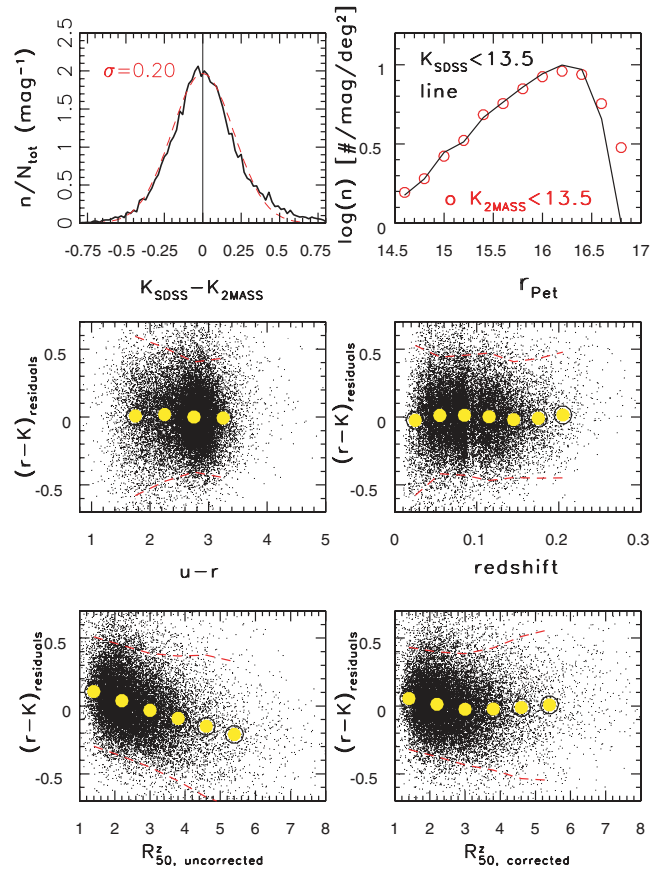 n/N_tot (mag⁻¹)
2.5
2
1.5
1
0.5
0
σ=0.20
-0.75 -0.5 -0.25 0 0.25 0.5 0.75
K_SDSS−K_2MASS
log(n) [#/mag/deg²]
1
0.5
0
K_SDSS<13.5
line
o K_2MASS<13.5
14.5 15 15.5 16 16.5 17
r_Pet
(r−K)_residuals
0.5
0
-0.5
1 2 3 4 5
u−r
(r−K)_residuals
0.5
0
-0.5
0 0.1 0.2 0.3
redshift
(r−K)_residuals
0.5
0
-0.5
1 2 3 4 5 6 7 8
R^z_50, uncorrected
(r−K)_residuals
0.5
0
-0.5
1 2 3 4 5 6 7 8
R^z_50, corrected